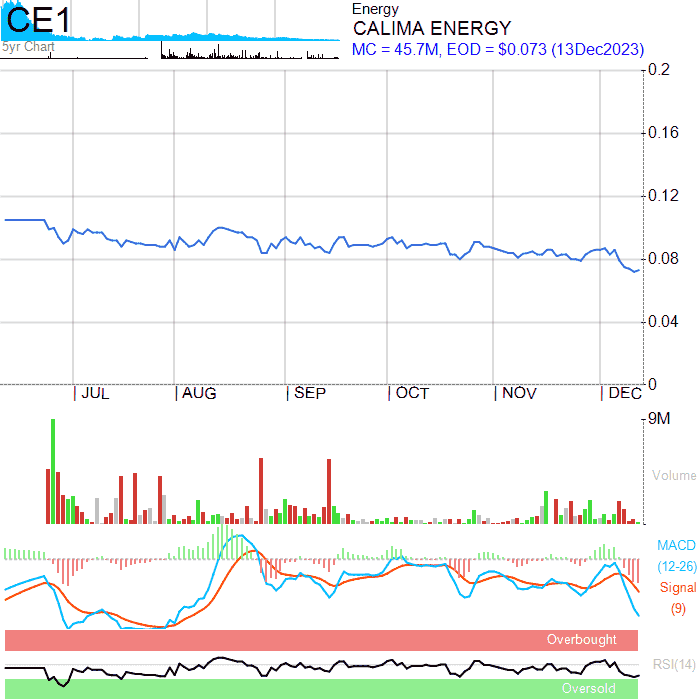 CE1
5yr Chart
Energy
CALIMA ENERGY
MC = 45.7M, EOD = $0.073 (13Dec2023)
0.2
0.16
0.12
0.08
0.04
0
JUL AUG SEP OCT NOV DEC
9M
Volume
MACD
(12-26)
Signal
(9)
Overbought
RSI(14)
Oversold